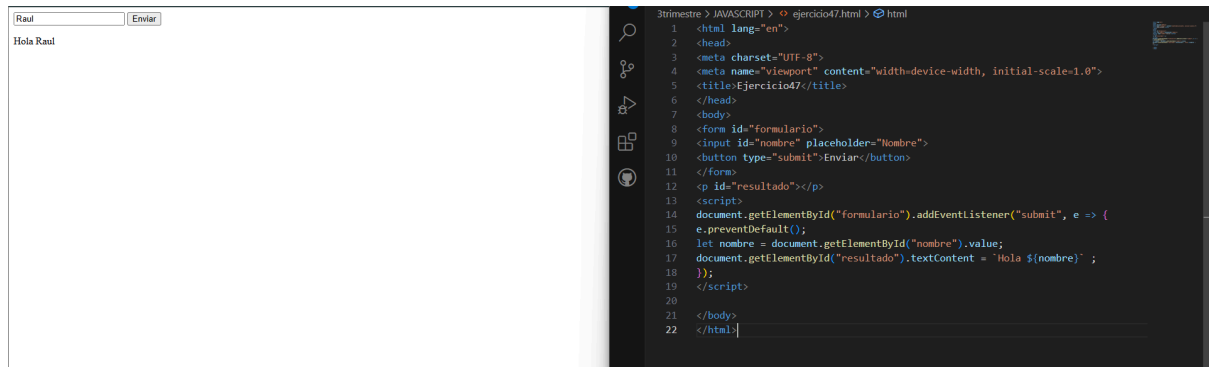 Raul Enviar
Hola Raul
3trimestre > JAVASCRIPT > <> ejercicio47.html > html
1 <html lang="en">
2 <head>
3 <meta charset="UTF-8">
4 <meta name="viewport" content="width=device-width, initial-scale=1.0">
5 <title>Ejercicio47</title>
6 </head>
7 <body>
8 <form id="formulario">
9 <input id="nombre" placeholder="Nombre">
10 <button type="submit">Enviar</button>
11 </form>
12 <p id="resultado"></p>
13 <script>
14 document.getElementById("formulario").addEventListener("submit", e => {
15 e.preventDefault();
16 let nombre = document.getElementById("nombre").value;
17 document.getElementById("resultado").textContent = `Hola ${nombre}` ;
18 });
19 </script>
20
21 </body>
22 </html>